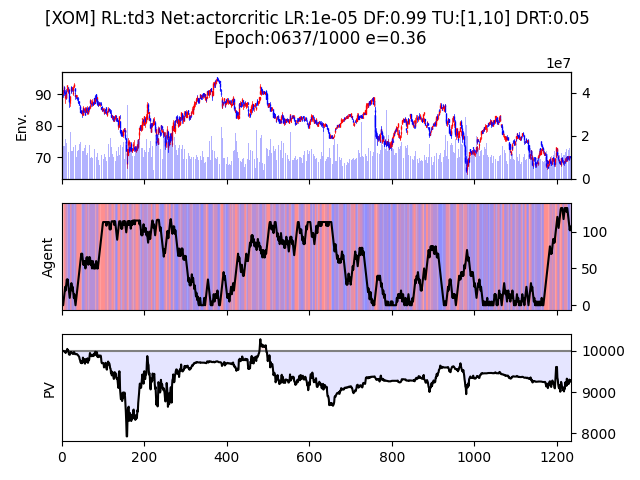 [XOM] RL:td3 Net:actorcritic LR:1e-05 DF:0.99 TU:[1,10] DRT:0.05
Epoch:0637/1000 e=0.36
1e7
90
80
70
Env.
4
2
0
Agent
100
50
0
PV
10000
9000
8000
0 200 400 600 800 1000 1200